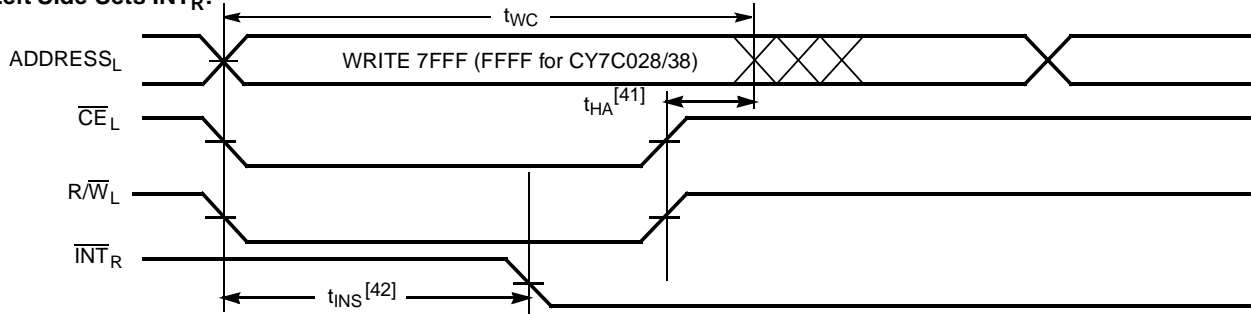 Left Side Sets INTR:
tWC
ADDRESSL
WRITE 7FFF (FFFF for CY7C028/38)
tHA[41]
CEL
R/WL
INTR
tINS[42]